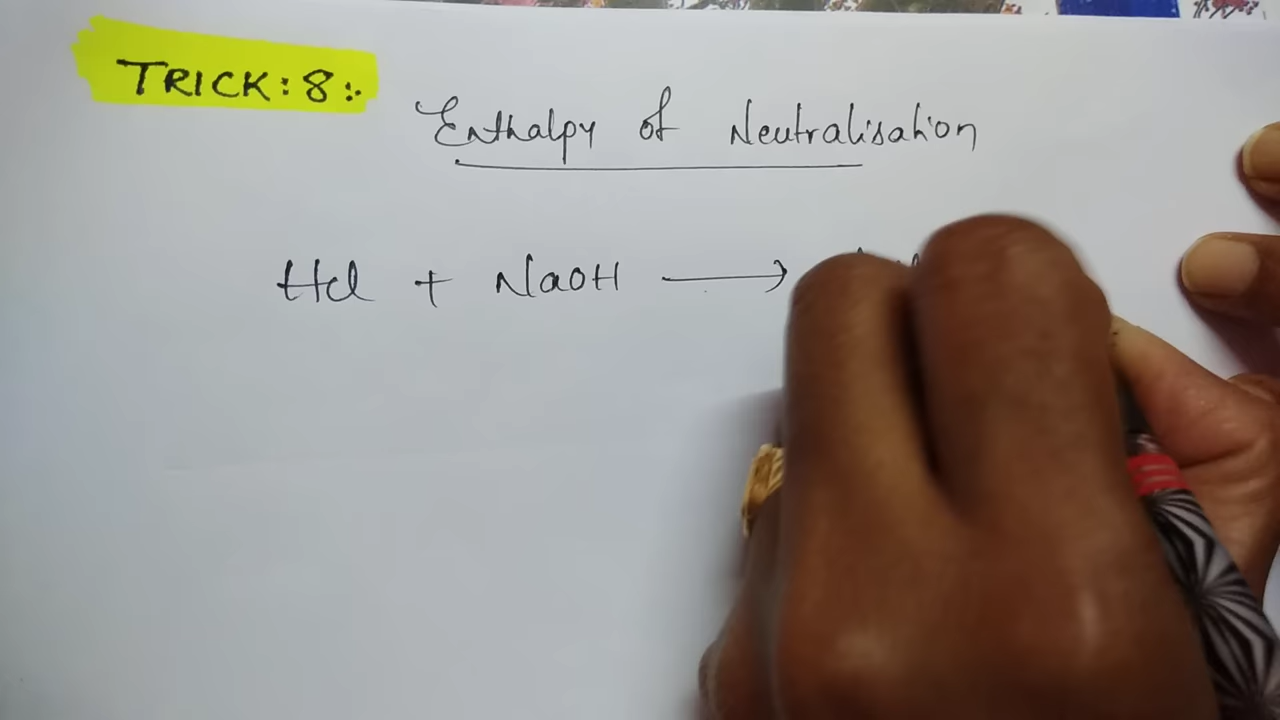 TRICK: 8:-
Enthalpy of Neutralisation
Hcl + NaOH ⟶